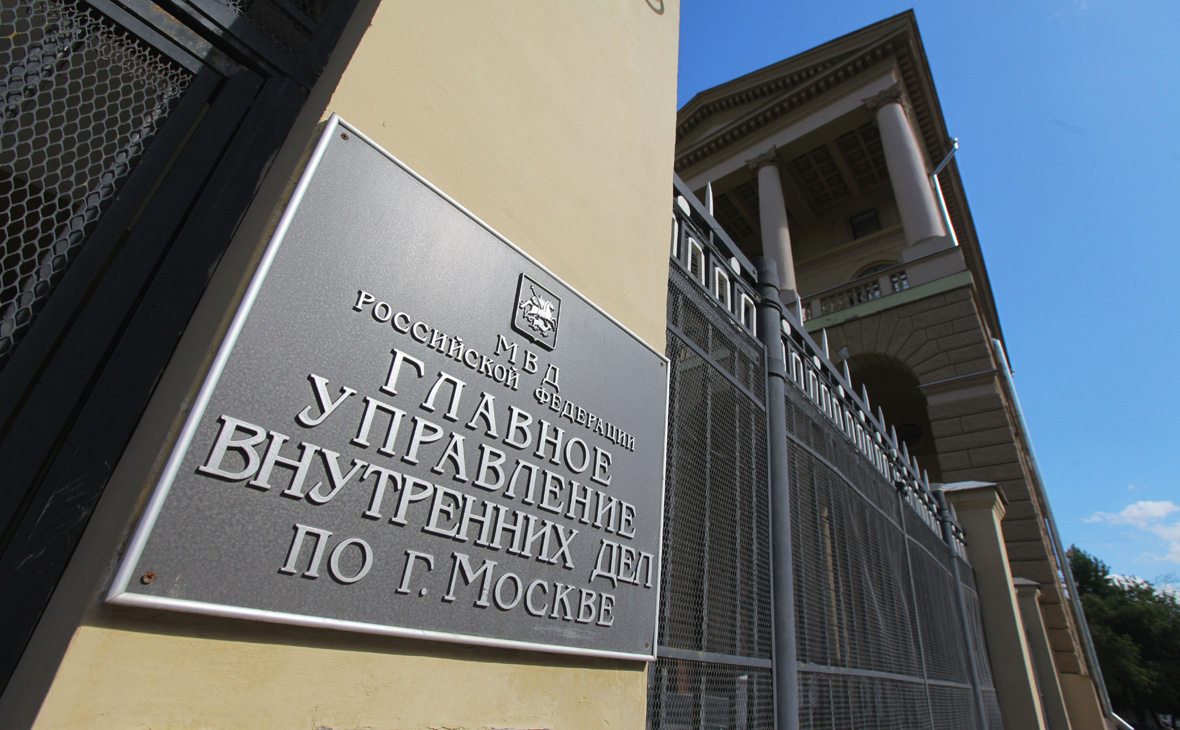 МВД
РОССИЙСКОЙ ФЕДЕРАЦИИ
ГЛАВНОЕ
УПРАВЛЕНИЕ
ВНУТРЕННИХ ДЕЛ
ПО Г. МОСКВЕ